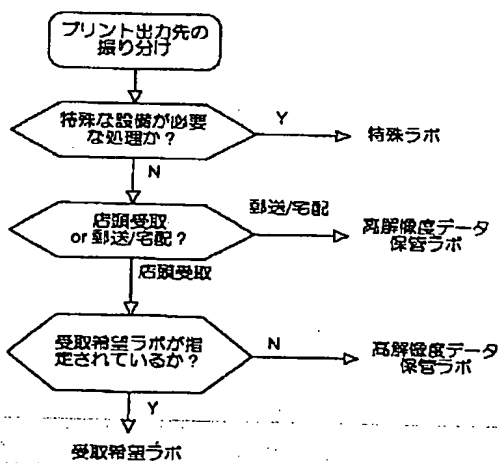 プリント出力先の
振り分け
特殊な設備が必要
な処理か？
Y
特殊ラボ
N
店頭受取
or 郵送/宅配？
郵送/宅配
高解像度データ
保管ラボ
店頭受取
受取希望ラボが指
定されているか？
N
高解像度データ
保管ラボ
Y
受取希望ラボ